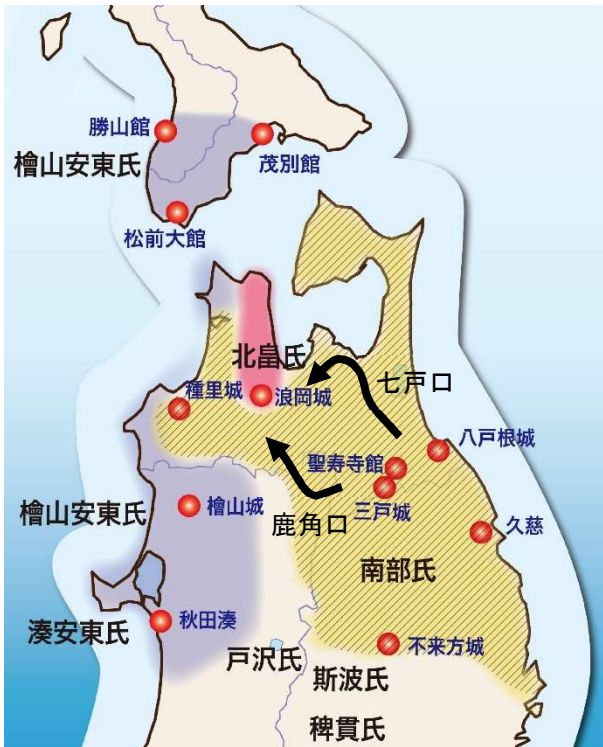 勝山館
檜山安東氏
茂別館
松前大館
北畠氏
七戸口
種里城
浪岡城
八戸根城
聖寿寺館
三戸城
檜山城
檜山安東氏
鹿角口
久慈
南部氏
秋田湊
湊安東氏
不来方城
戸沢氏
斯波氏
稗貫氏